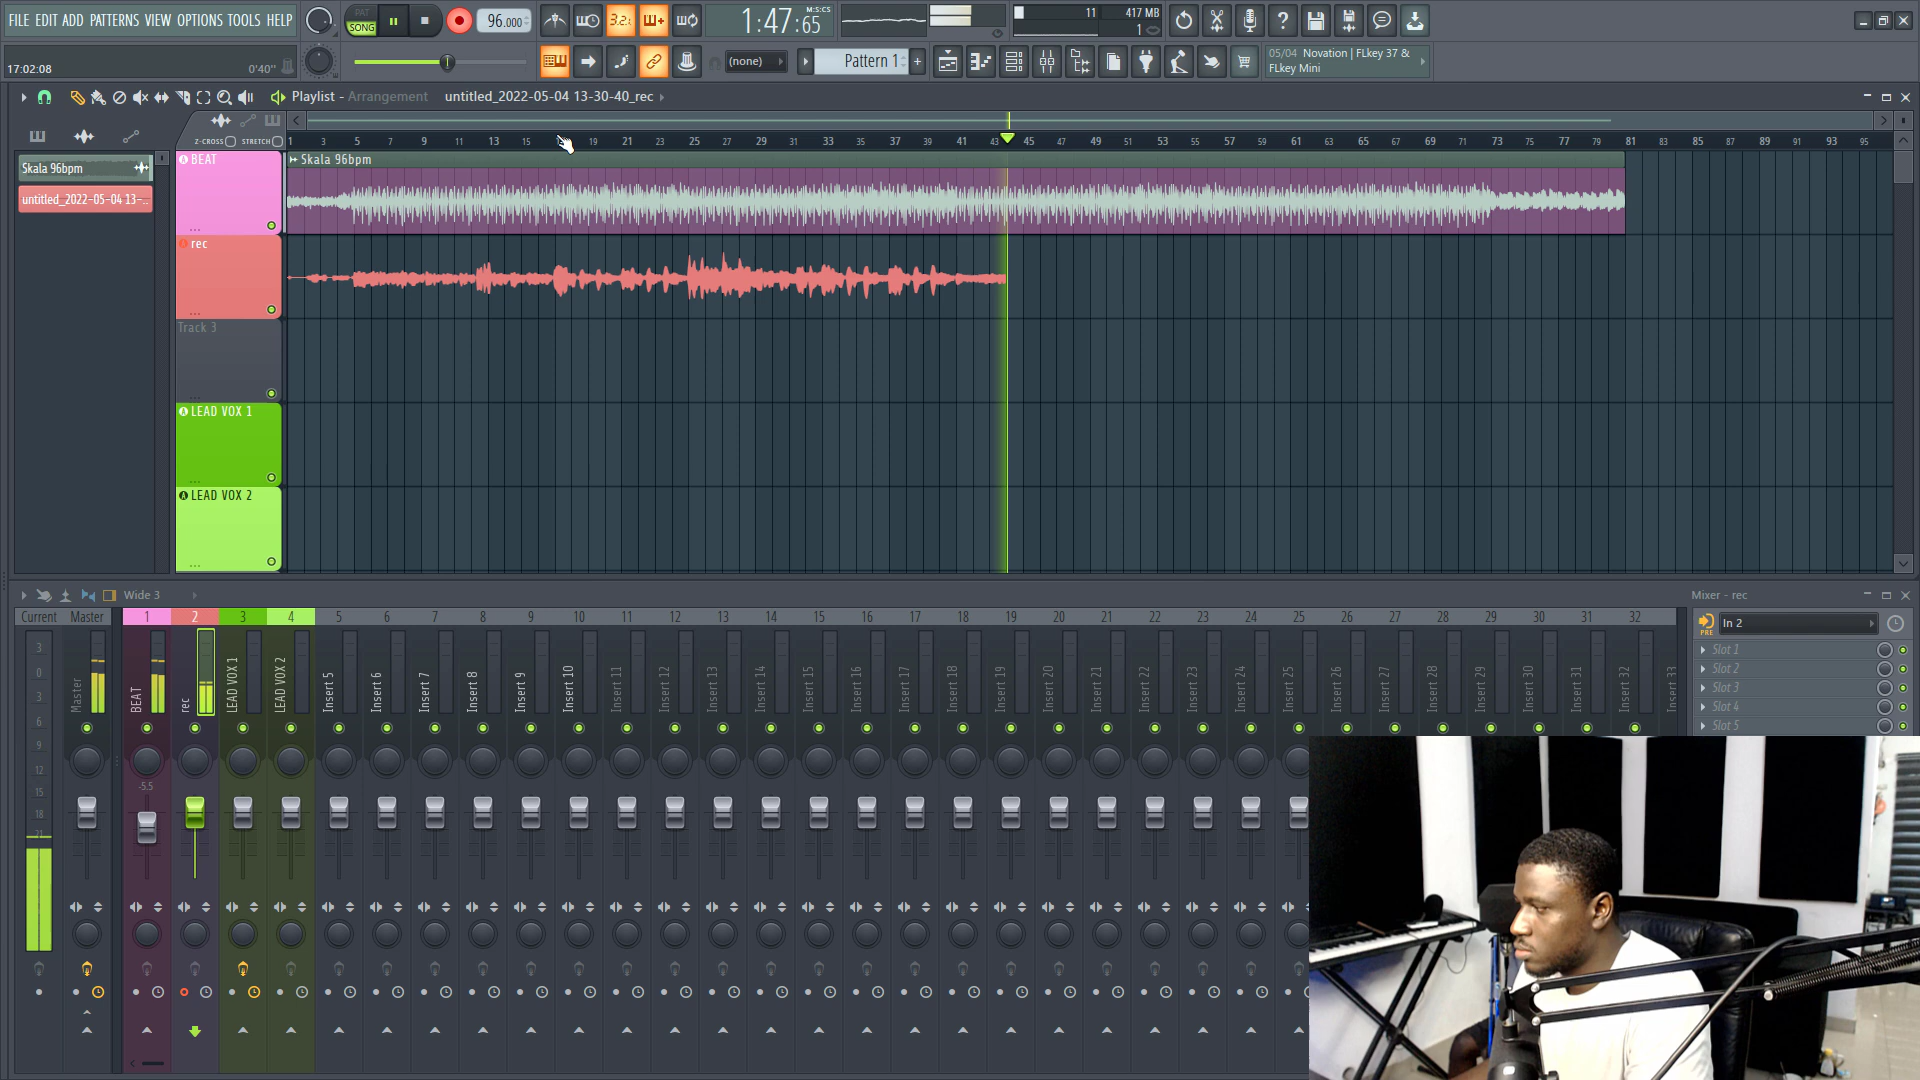 FILE EDIT ADD PATTERNS VIEW OPTIONS TOOLS HELP
PAT
SONG
96.000
3.2.
1:47:65
M:S:CS
11
417 MB
1
17:02:08
0'40"
(none)
Pattern 1
05/04 Novation | FLkey 37 &
FLkey Mini
Playlist - Arrangement untitled_2022-05-04 13-30-40_rec
Z-CROSS STRETCH
1 3 5 7 9 11 13 15 19 21 23 25 27 29 31 33 35 37 39 41 43 45 47 49 51 53 55 57 59 61 63 65 67 69 71 73 75 77 79 81 83 85 87 89 91 93 95
Skala 96bpm
untitled_2022-05-04 13-..
BEAT
Skala 96bpm
rec
Track 3
LEAD VOX 1
LEAD VOX 2
Wide 3
Mixer - rec
Current Master 1 2 3 4 5 6 7 8 9 10 11 12 13 14 15 16 17 18 19 20 21 22 23 24 25 26 27 28 29 30 31 32
In 2
PRE
3
0
3
6
9
12
15
18
21
Master
BEAT
rec
LEAD VOX 1
LEAD VOX 2
Insert 5
Insert 6
Insert 7
Insert 8
Insert 9
Insert 10
Insert 11
Insert 12
Insert 13
Insert 14
Insert 15
Insert 16
Insert 17
Insert 18
Insert 19
Insert 20
Insert 21
Insert 22
Insert 23
Insert 24
Insert 25
Insert 26
Insert 27
Insert 28
Insert 29
Insert 30
Insert 31
Insert 32
Insert 33
Slot 1
Slot 2
Slot 3
Slot 4
Slot 5
-5.5